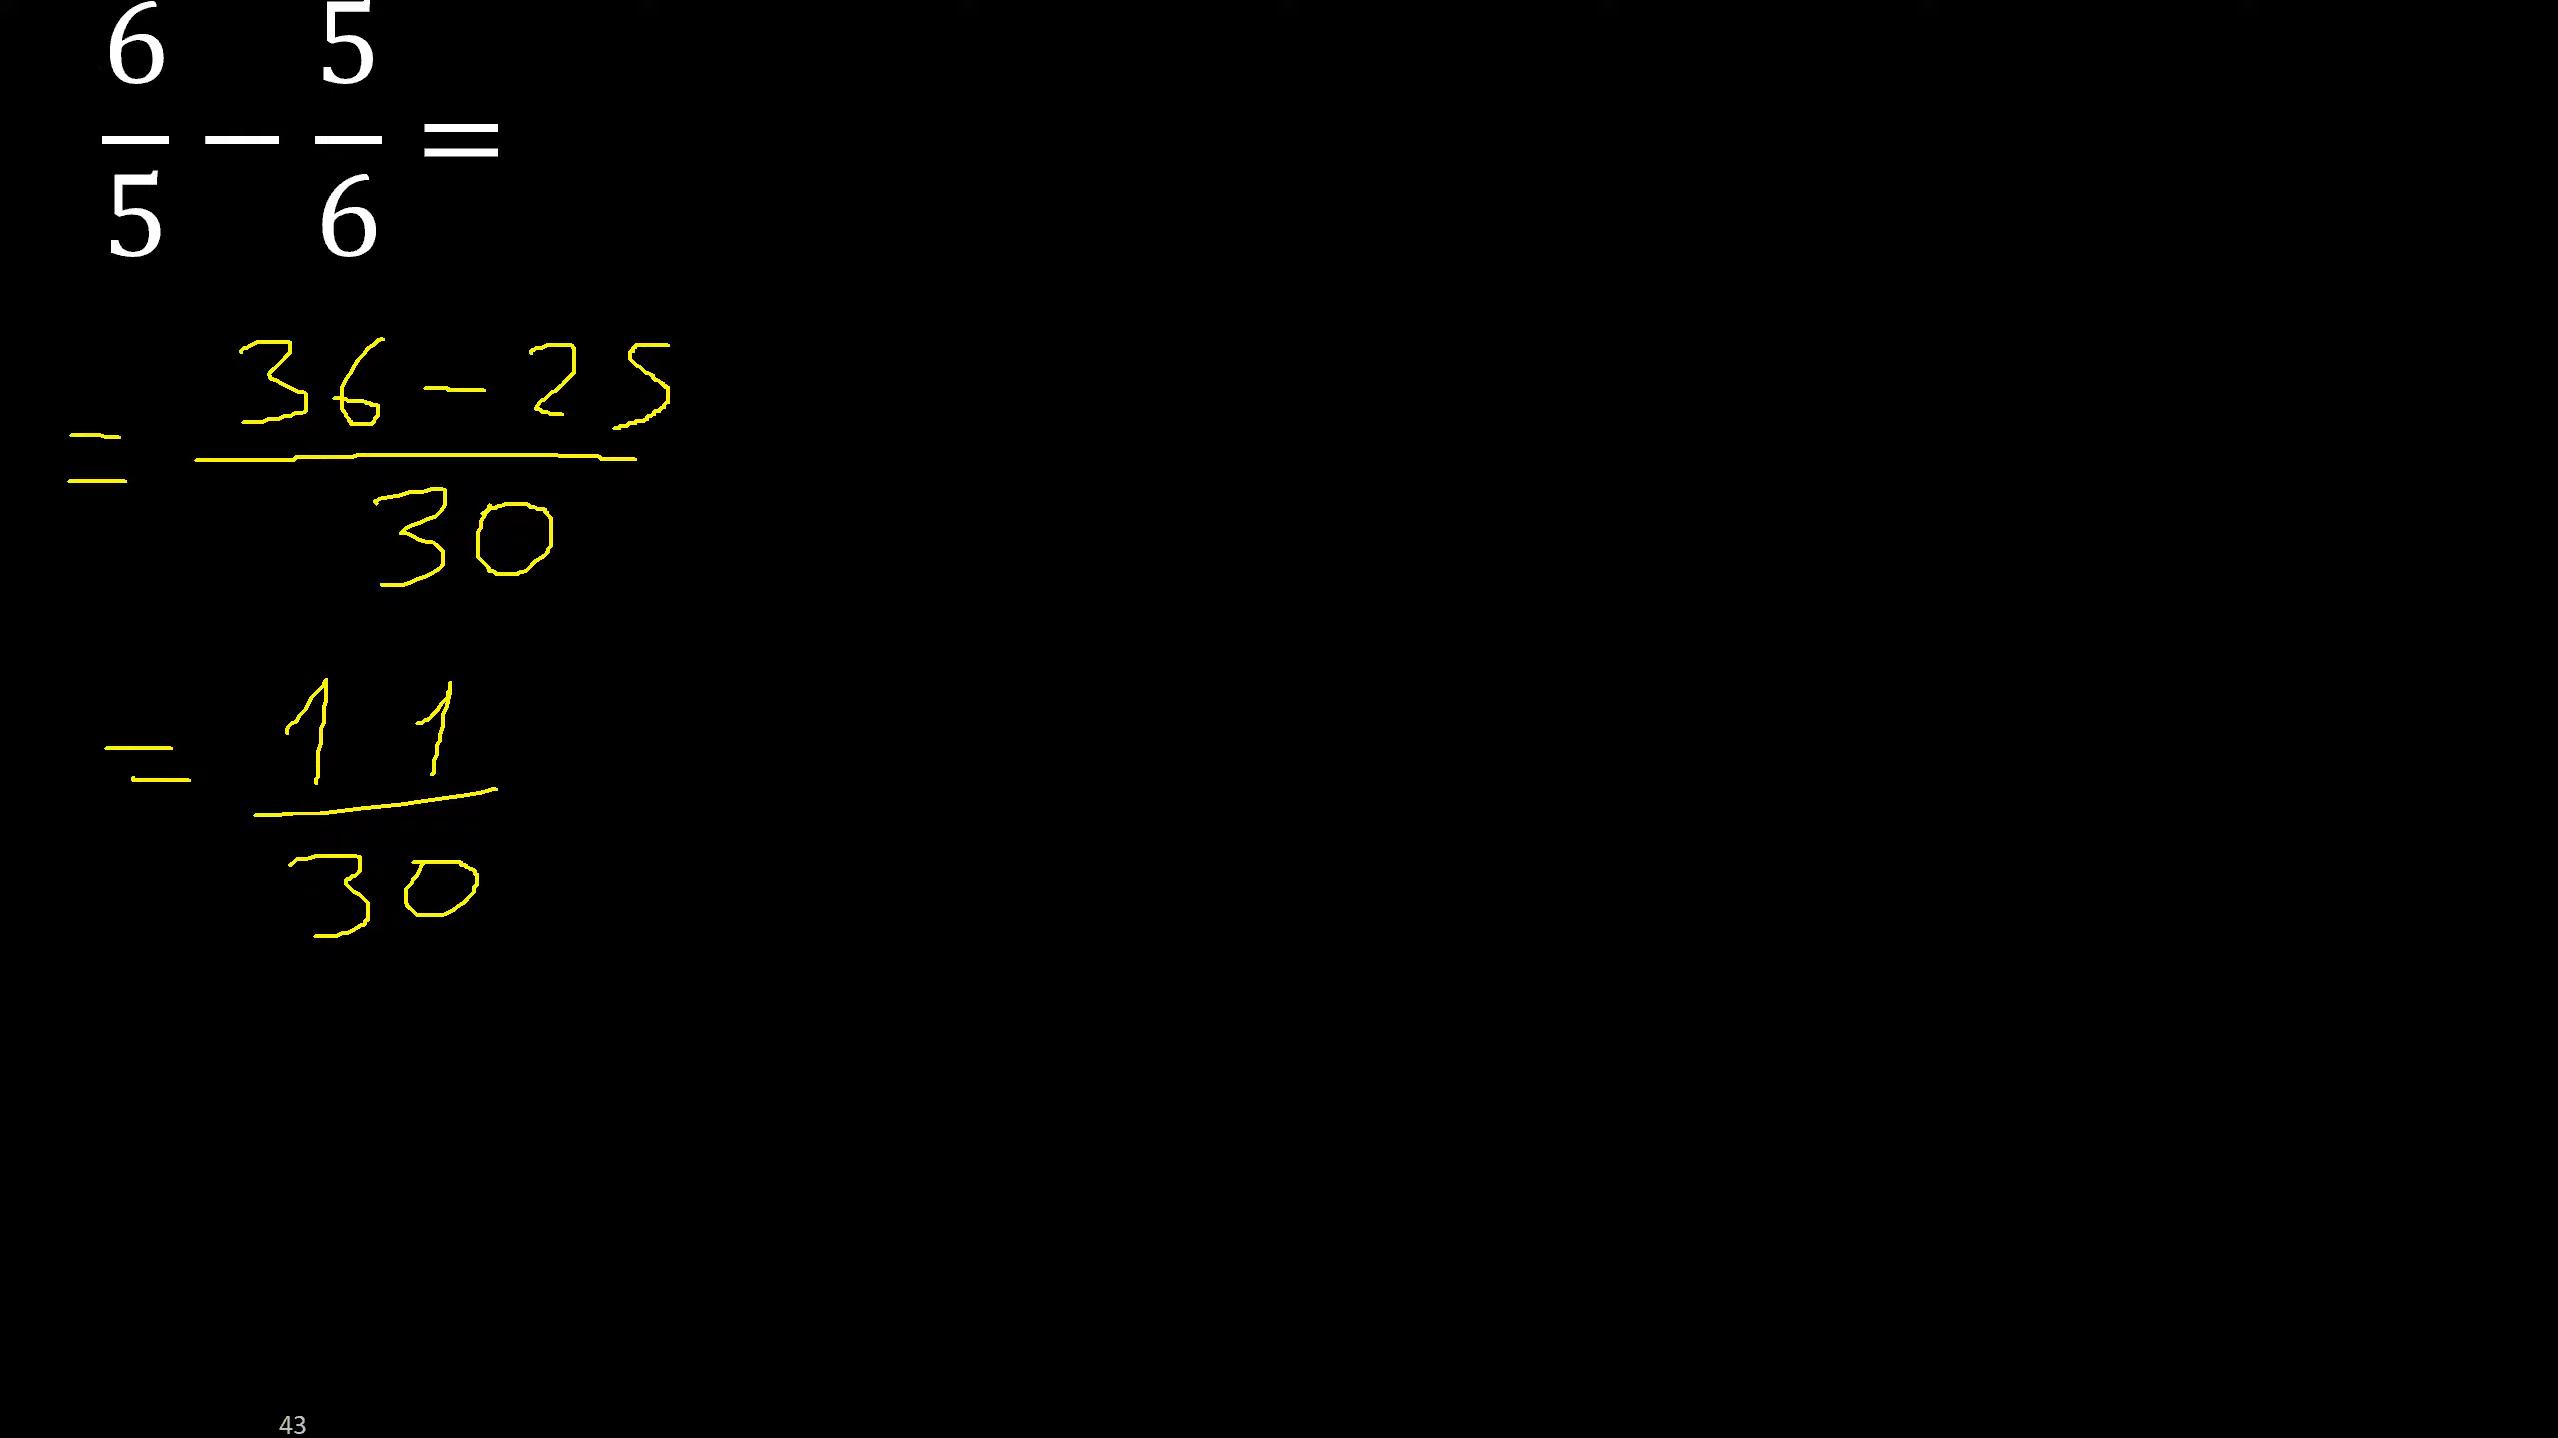 6/5 − 5/6 =
= 36 − 25 / 30
= 11 / 30
43